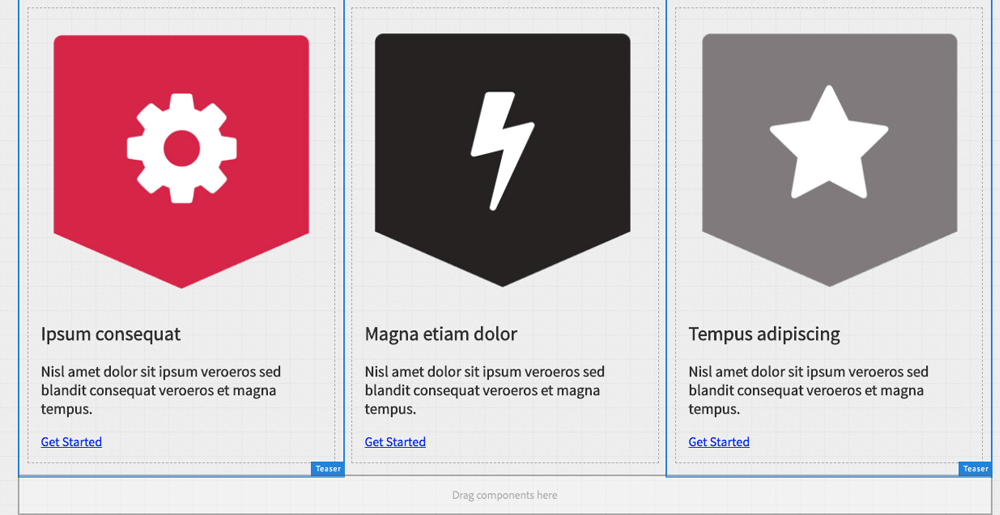 Ipsum consequat
Nisl amet dolor sit ipsum veroeros sed
blandit consequat veroeros et magna
tempus.
Get Started
Teaser
Magna etiam dolor
Nisl amet dolor sit ipsum veroeros sed
blandit consequat veroeros et magna
tempus.
Get Started
Tempus adipiscing
Nisl amet dolor sit ipsum veroeros sed
blandit consequat veroeros et magna
tempus.
Get Started
Teaser
Drag components here